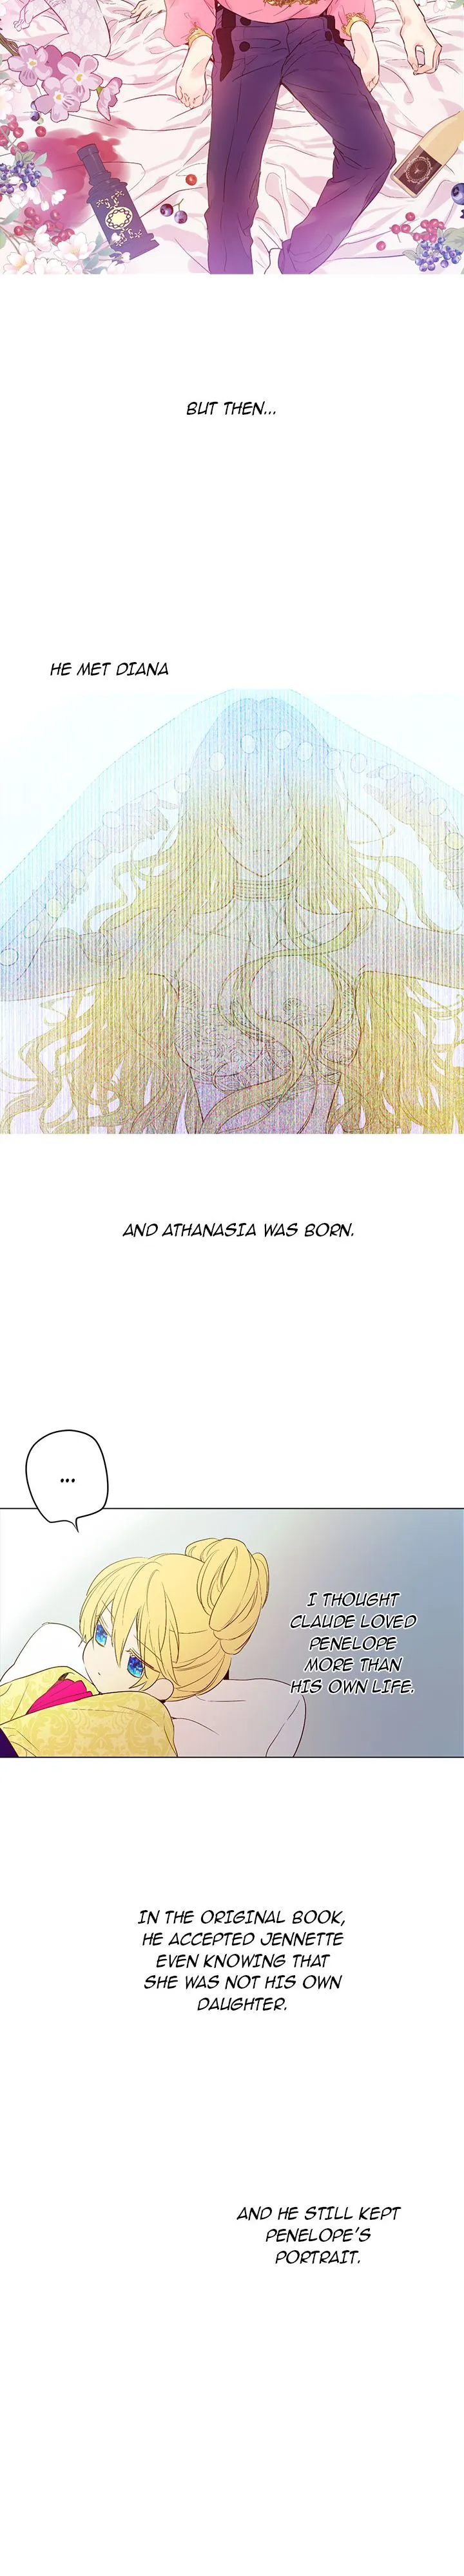 BUT THEN...
HE MET DIANA
AND ATHANASIA WAS BORN.
...
I THOUGHT
CLAUDE LOVED
PENELOPE
MORE THAN
HIS OWN LIFE.
IN THE ORIGINAL BOOK,
HE ACCEPTED JENNETTE
EVEN KNOWING THAT
SHE WAS NOT HIS OWN
DAUGHTER.
AND HE STILL KEPT
PENELOPE'S
PORTRAIT.